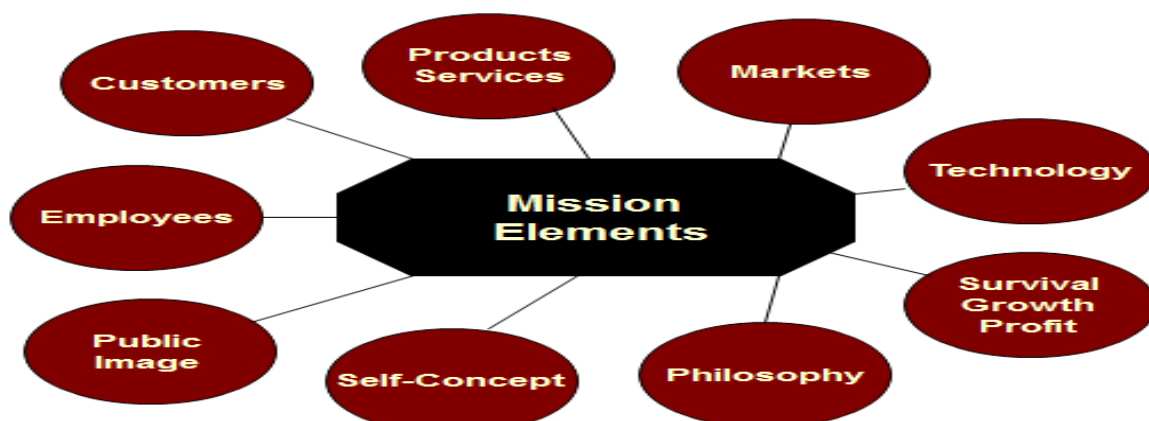 Customers
Products
Services
Markets
Technology
Mission
Elements
Employees
Survival
Growth
Profit
Public
Image
Self-Concept
Philosophy